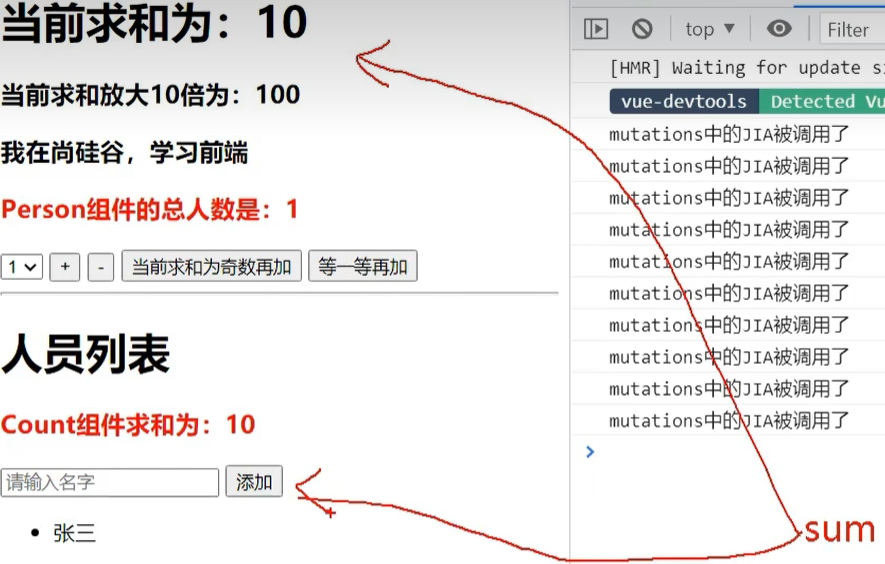 当前求和为：10
当前求和放大10倍为：100
我在尚硅谷，学习前端
Person组件的总人数是：1
1 + - 当前求和为奇数再加 等一等再加
人员列表
Count组件求和为：10
请输入名字 添加
张三
top Filter
[HMR] Waiting for update
vue-devtools Detected
mutations中的JIA被调用了
mutations中的JIA被调用了
mutations中的JIA被调用了
mutations中的JIA被调用了
mutations中的JIA被调用了
mutations中的JIA被调用了
mutations中的JIA被调用了
mutations中的JIA被调用了
mutations中的JIA被调用了
mutations中的JIA被调用了
sum